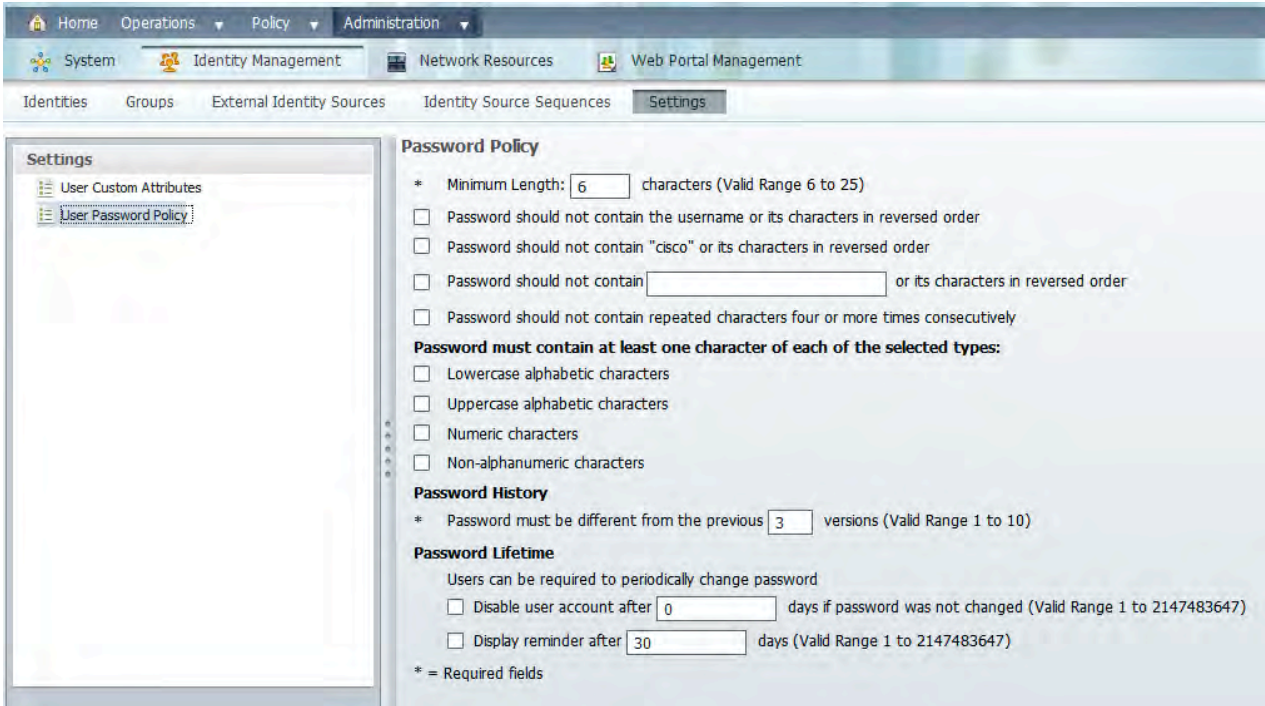 Home Operations Policy Administration
System Identity Management Network Resources Web Portal Management
Identities Groups External Identity Sources Identity Source Sequences Settings
Settings
User Custom Attributes
User Password Policy
Password Policy
* Minimum Length: 6 characters (Valid Range 6 to 25)
Password should not contain the username or its characters in reversed order
Password should not contain "cisco" or its characters in reversed order
Password should not contain or its characters in reversed order
Password should not contain repeated characters four or more times consecutively
Password must contain at least one character of each of the selected types:
Lowercase alphabetic characters
Uppercase alphabetic characters
Numeric characters
Non-alphanumeric characters
Password History
* Password must be different from the previous 3 versions (Valid Range 1 to 10)
Password Lifetime
Users can be required to periodically change password
Disable user account after 0 days if password was not changed (Valid Range 1 to 2147483647)
Display reminder after 30 days (Valid Range 1 to 2147483647)
* = Required fields